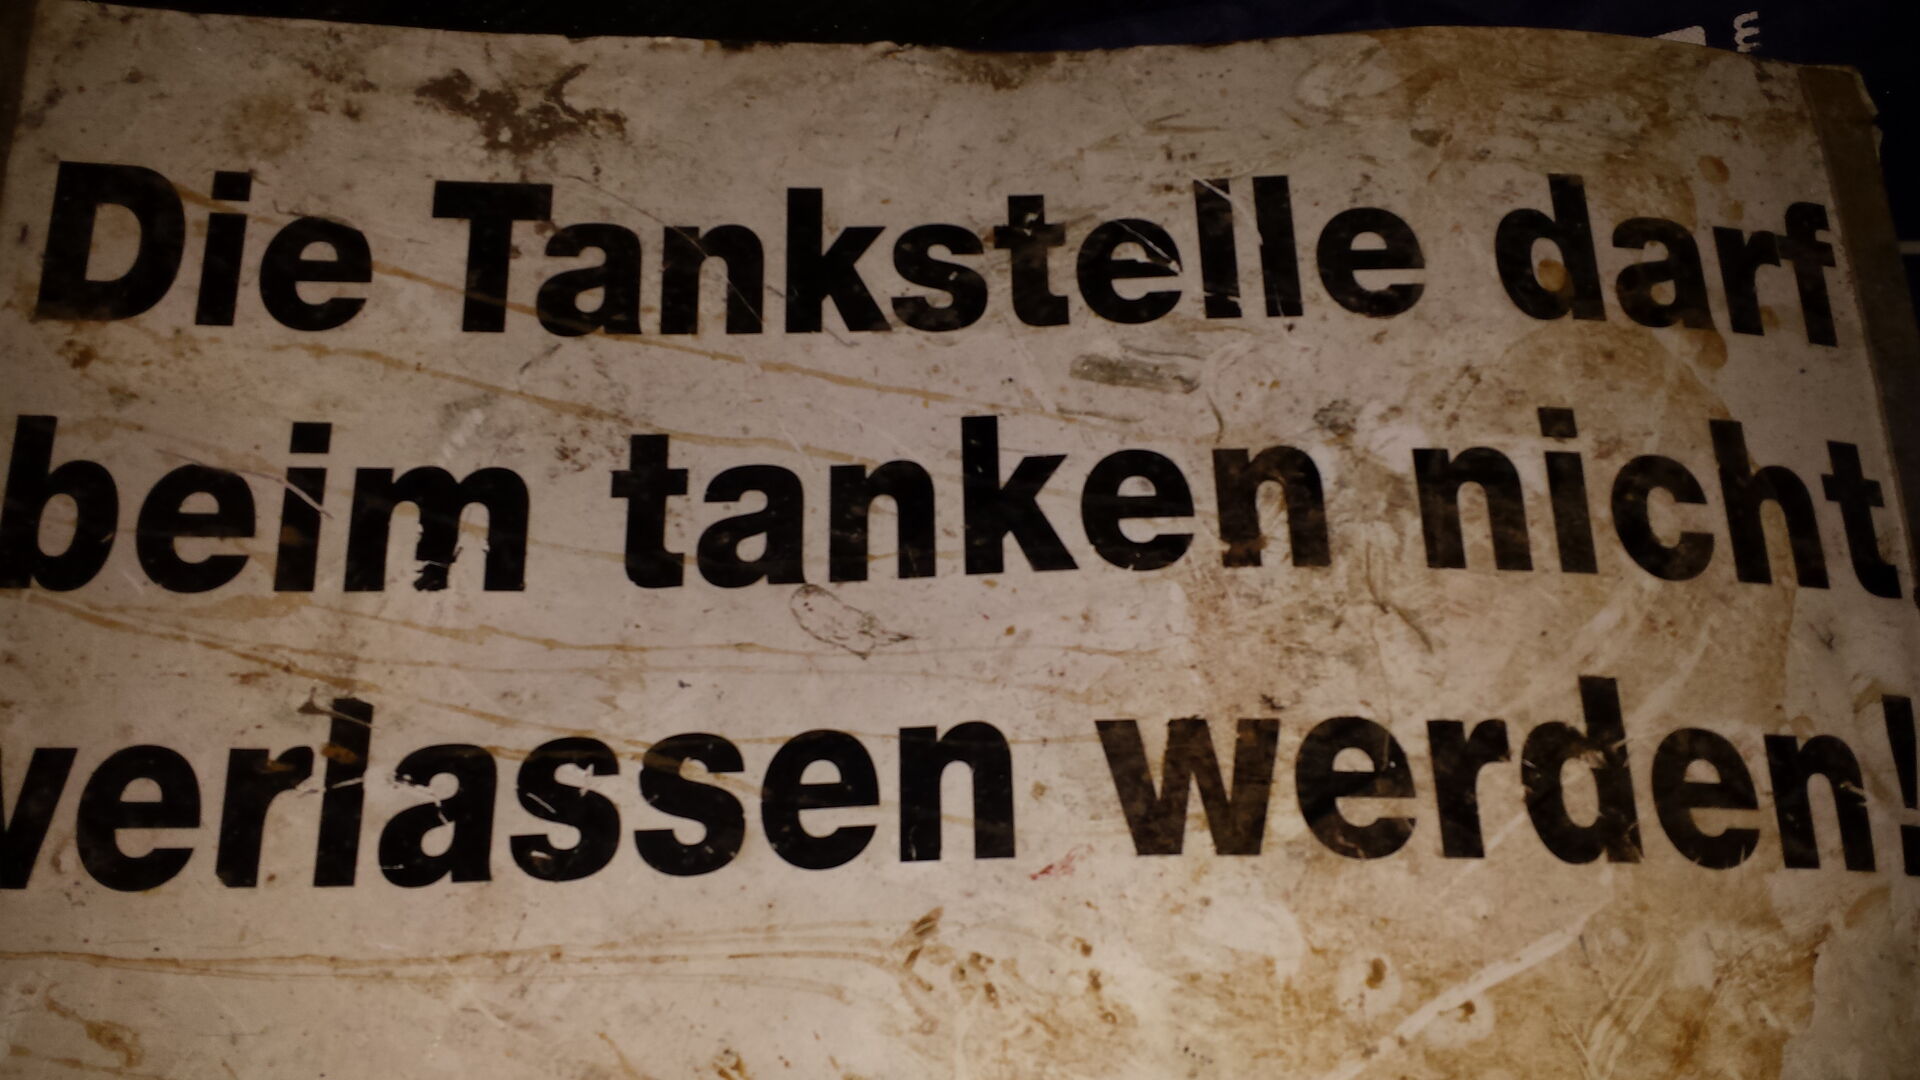 Die Tankstelle darf
beim tanken nicht
verlassen werden!